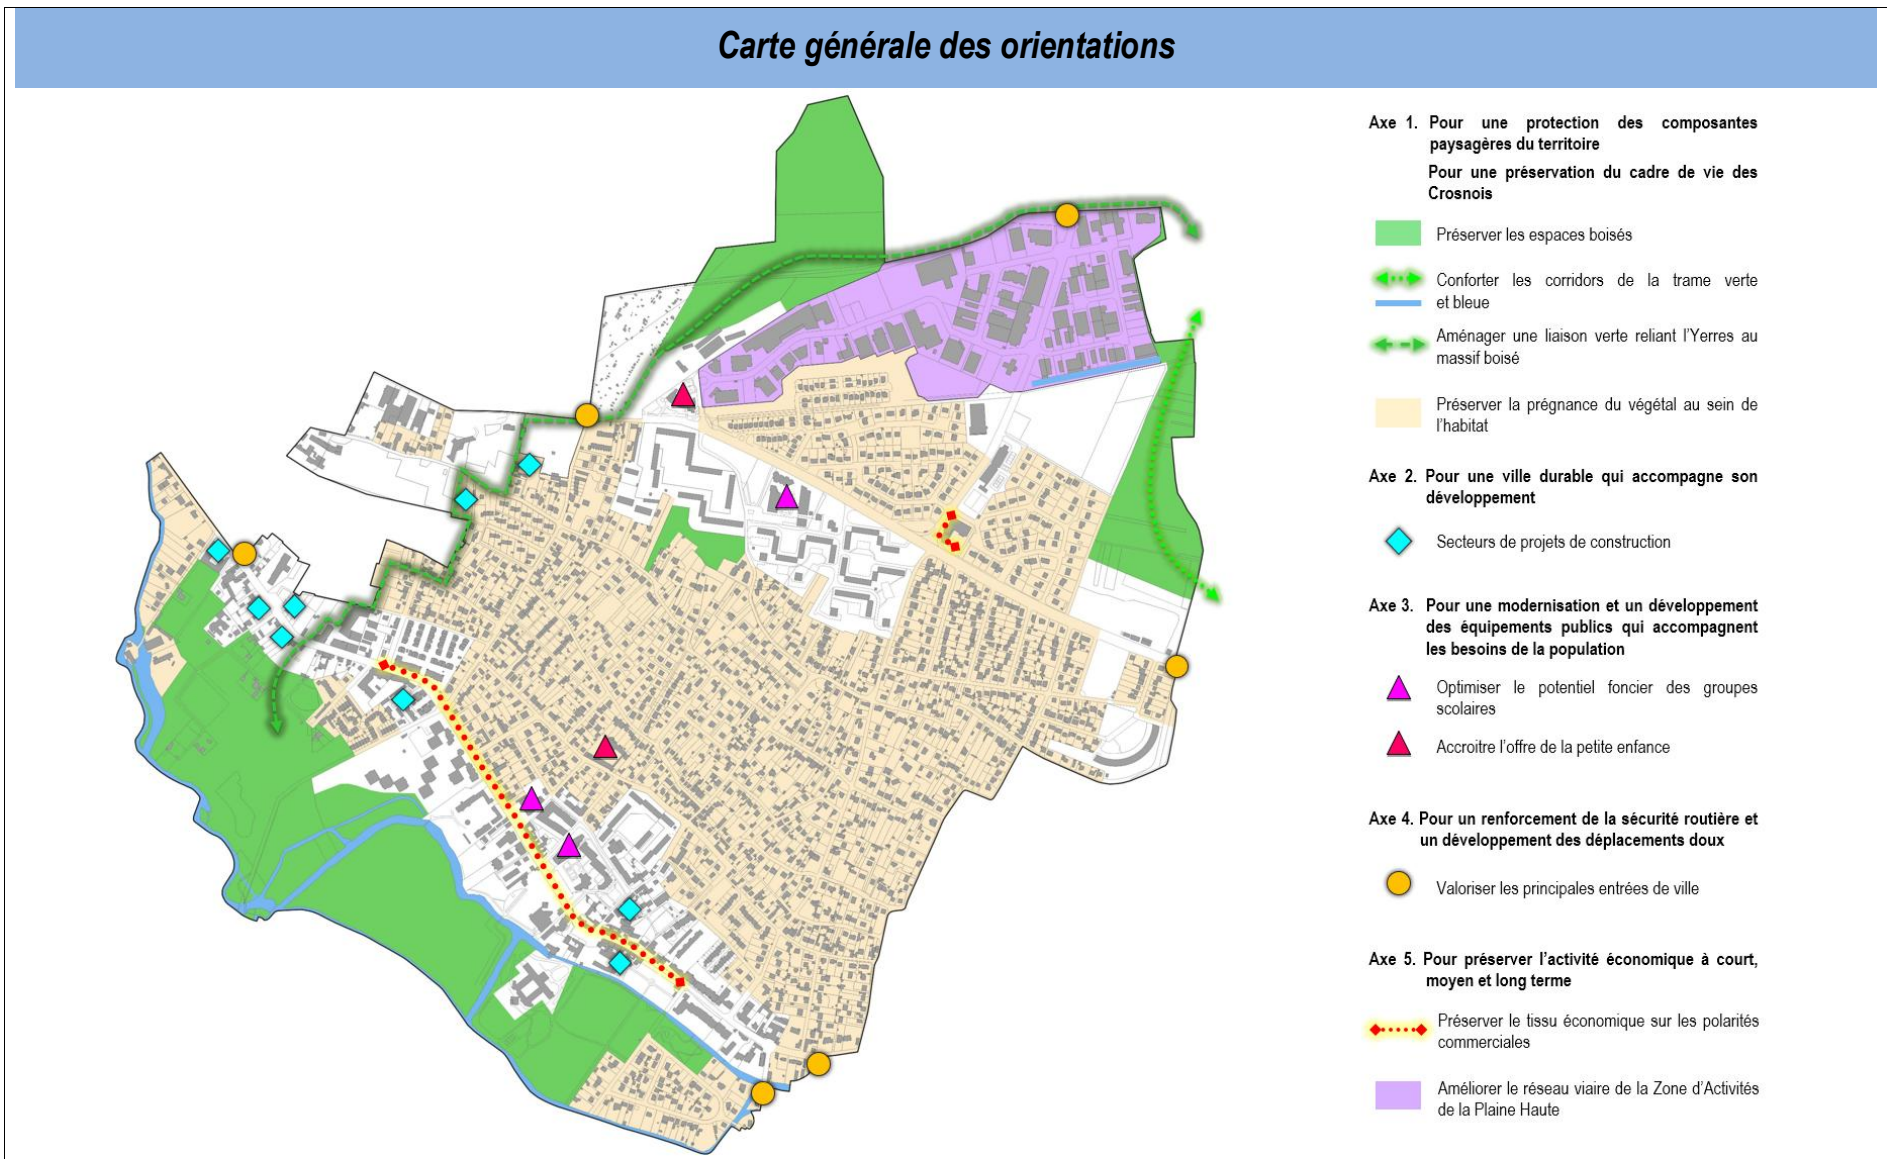 Carte générale des orientations
Axe 1. Pour une protection des composantes
paysagères du territoire
Pour une préservation du cadre de vie des
Crosnois
Préserver les espaces boisés
Conforter les corridors de la trame verte
et bleue
Aménager une liaison verte reliant l'Yerres au
massif boisé
Préserver la prégnance du végétal au sein de
l'habitat
Axe 2. Pour une ville durable qui accompagne son
développement
Secteurs de projets de construction
Axe 3. Pour une modernisation et un développement
des équipements publics qui accompagnent
les besoins de la population
Optimiser le potentiel foncier des groupes
scolaires
Accroitre l'offre de la petite enfance
Axe 4. Pour un renforcement de la sécurité routière et
un développement des déplacements doux
Valoriser les principales entrées de ville
Axe 5. Pour préserver l'activité économique à court,
moyen et long terme
Préserver le tissu économique sur les polarités
commerciales
Améliorer le réseau viaire de la Zone d'Activités
de la Plaine Haute